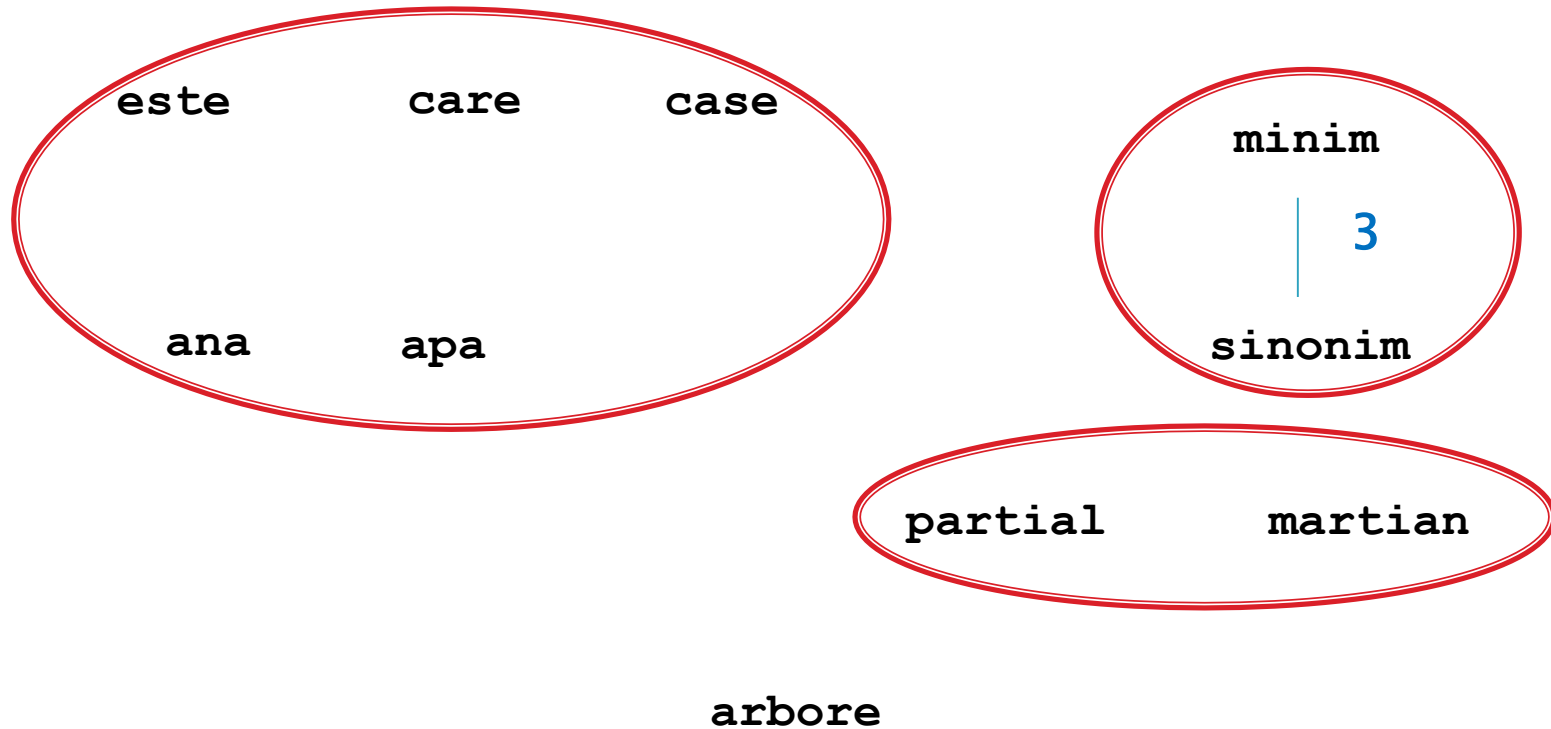 este care case
minim
3
ana apa
sinonim
partial martian
arbore